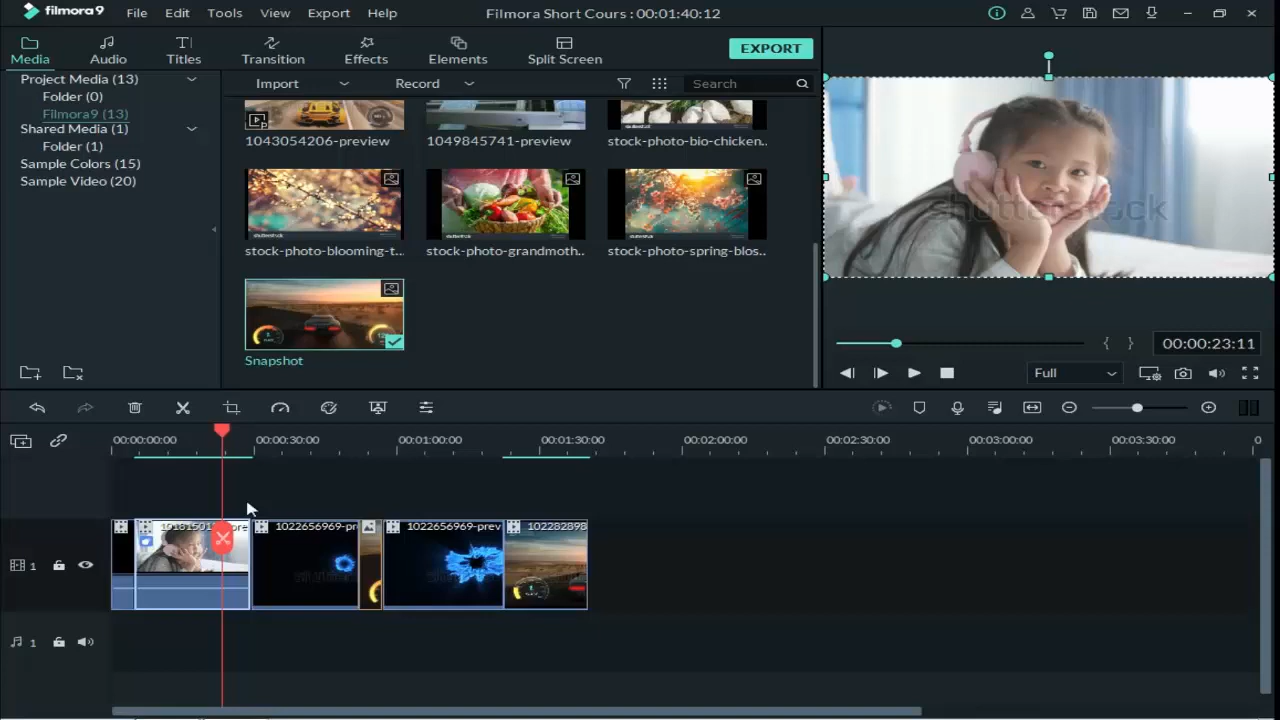 filmora9 File Edit Tools View Export Help Filmora Short Cours : 00:01:40:12
Media Audio Titles Transition Effects Elements Split Screen EXPORT
Project Media (13)
Folder (0)
Filmora9 (13)
Shared Media (1)
Folder (1)
Sample Colors (15)
Sample Video (20)
Import Record Search
1043054206-preview 1049845741-preview stock-photo-bio-chicken..
stock-photo-blooming-t.. stock-photo-grandmoth.. stock-photo-spring-blos..
Snapshot
shutterstock
{ } 00:00:23:11
Full
00:00:00:00 00:00:30:00 00:01:00:00 00:01:30:00 00:02:00:00 00:02:30:00 00:03:00:00 00:03:30:00 0
1022656969-pr 1022656969-prev 102282898
1
1